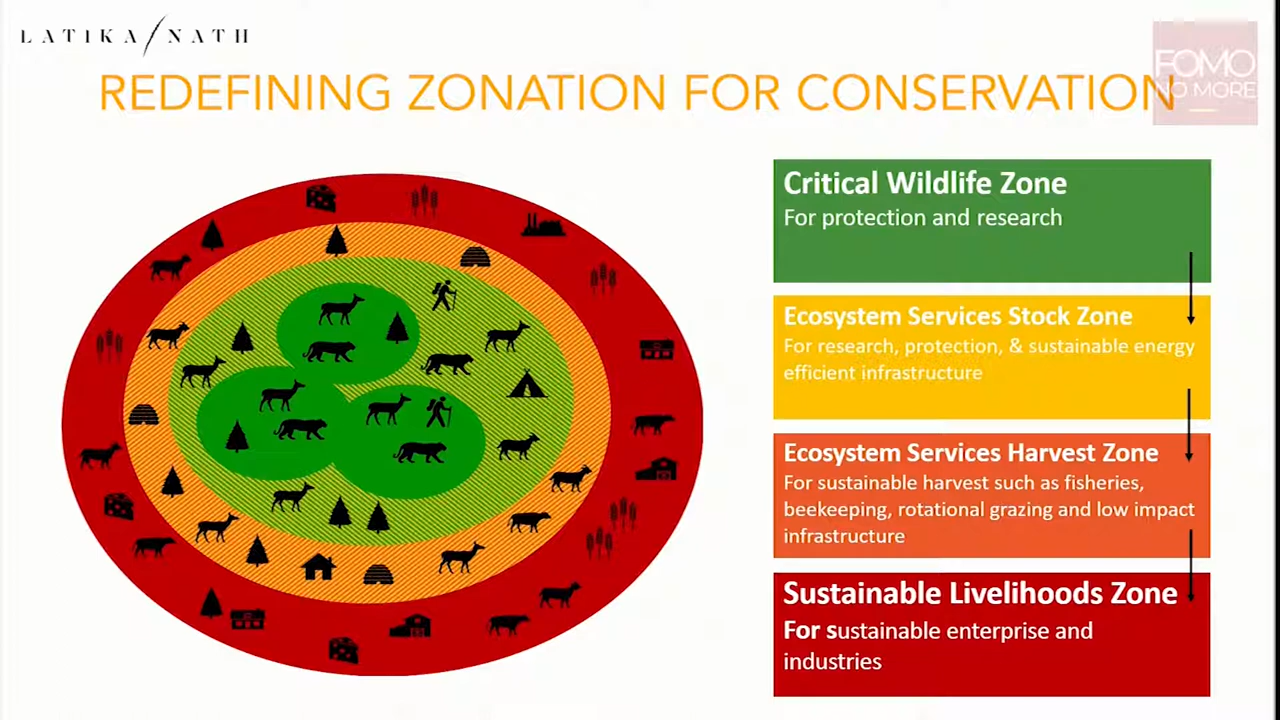 LATIKA/NATH
FOMO
NO MORE
REDEFINING ZONATION FOR CONSERVATION
Critical Wildlife Zone
For protection and research
Ecosystem Services Stock Zone
For research, protection, & sustainable energy
efficient infrastructure
Ecosystem Services Harvest Zone
For sustainable harvest such as fisheries,
beekeeping, rotational grazing and low impact
infrastructure
Sustainable Livelihoods Zone
For sustainable enterprise and
industries